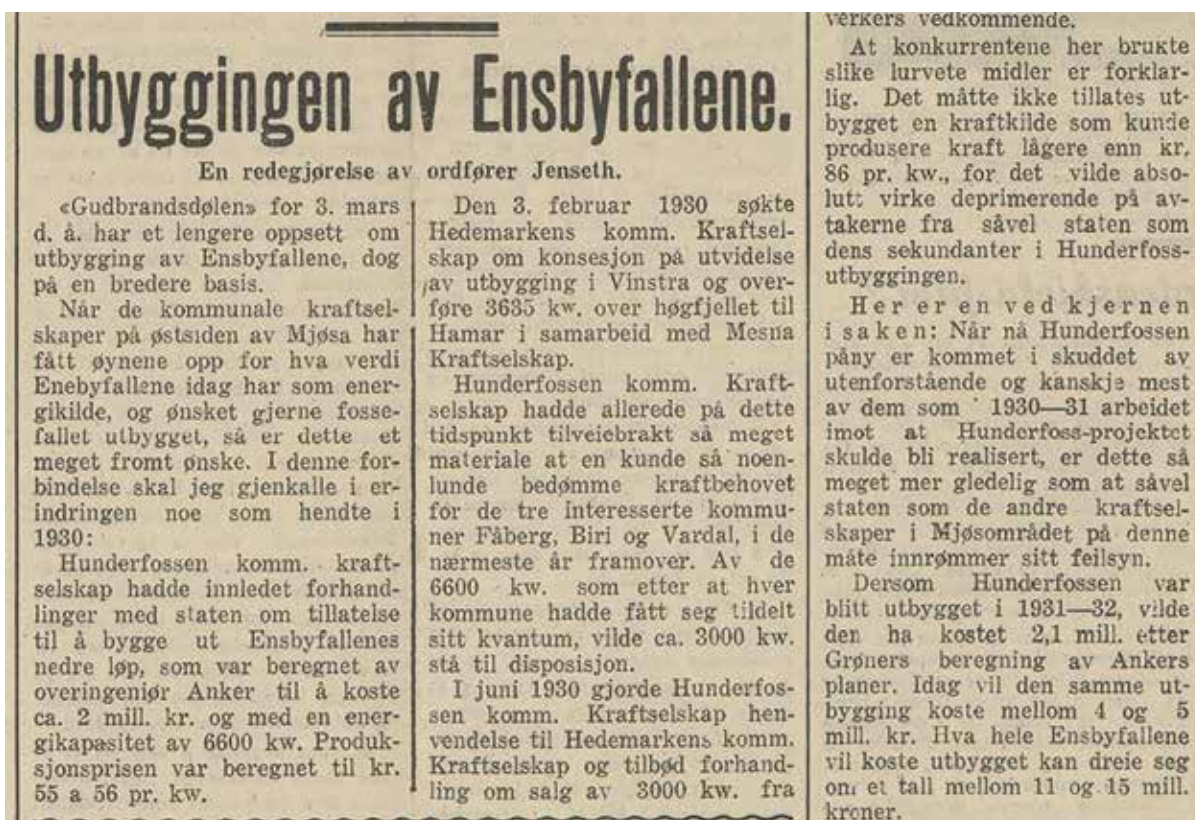 Utbyggingen av Ensbyfallene.
En redegjørelse av ordfører Jenseth.
«Gudbrandsdølen» for 3. mars
d. å. har et lengere oppsett om
utbygging av Ensbyfallene, dog
på en bredere basis.
Når de kommunale kraftsel-
skaper på østsiden av Mjøsa har
fått øynene opp for hva verdi
Enebyfallene idag har som ener-
gikilde, og ønsket gjerne fosse-
fallet utbygget, så er dette et
meget fromt ønske. I denne for-
bindelse skal jeg gjenkalle i er-
indringen noe som hendte i
1930:
Hunderfossen komm. kraft-
selskap hadde innledet forhand-
linger med staten om tillatelse
til å bygge ut Ensbyfallenes
nedre løp, som var beregnet av
overingeniør Anker til å koste
ca. 2 mill. kr. og med en ener-
gikapasitet av 6600 kw. Produk-
sjonsprisen var beregnet til kr.
55 a 56 pr. kw.
Den 3. februar 1930 søkte
Hedemarkens komm. Kraftsel-
skap om konsesjon på utvidelse
av utbygging i Vinstra og over-
føre 3635 kw. over høgfjellet til
Hamar i samarbeid med Mesna
Kraftselskap.
Hunderfossen komm. Kraft-
selskap hadde allerede på dette
tidspunkt tilveiebrakt så meget
materiale at en kunde så noen-
lunde bedømme kraftbehovet
for de tre interesserte kommu-
ner Fåberg, Biri og Vardal, i de
nærmeste år framover. Av de
6600 kw. som etter at hver
kommune hadde fått seg tildelt
sitt kvantum, vilde ca. 3000 kw.
stå til disposisjon.
I juni 1930 gjorde Hunderfos-
sen komm. Kraftselskap hen-
vendelse til Hedemarkens komm.
Kraftselskap og tilbød forhand-
ling om salg av 3000 kw. fra
verkers vedkommende.
At konkurrentene her brukte
slike lurvete midler er forklar-
lig. Det måtte ikke tillates ut-
bygget en kraftkilde som kunde
produsere kraft lågere enn kr.
86 pr. kw., for det vilde abso-
lutt virke deprimerende på av-
takerne fra såvel staten som
dens sekundanter i Hunderfoss-
utbyggingen.
Her er en ved kjernen
i saken: Når nå Hunderfossen
påny er kommet i skuddet av
utenforstående og kanskje mest
av dem som 1930—31 arbeidet
imot at Hunderfoss-projektet
skulde bli realisert, er dette så
meget mer gledelig som at såvel
staten som de andre kraftsel-
skaper i Mjøsområdet på denne
måte innrømmer sitt feilsyn.
Dersom Hunderfossen var
blitt utbygget i 1931—32, vilde
den ha kostet 2,1 mill. etter
Grøners beregning av Ankers
planer. Idag vil den samme ut-
bygging koste mellom 4 og 5
mill. kr. Hva hele Ensbyfallene
vil koste utbygget kan dreie seg
om et tall mellom 11 og 15 mill.
kroner.